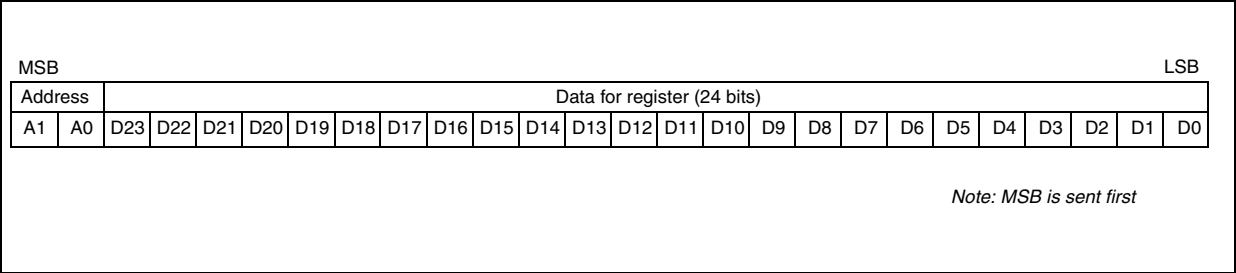 MSB LSB
Address Data for register (24 bits)
A1 A0 D23 D22 D21 D20 D19 D18 D17 D16 D15 D14 D13 D12 D11 D10 D9 D8 D7 D6 D5 D4 D3 D2 D1 D0
Note: MSB is sent first